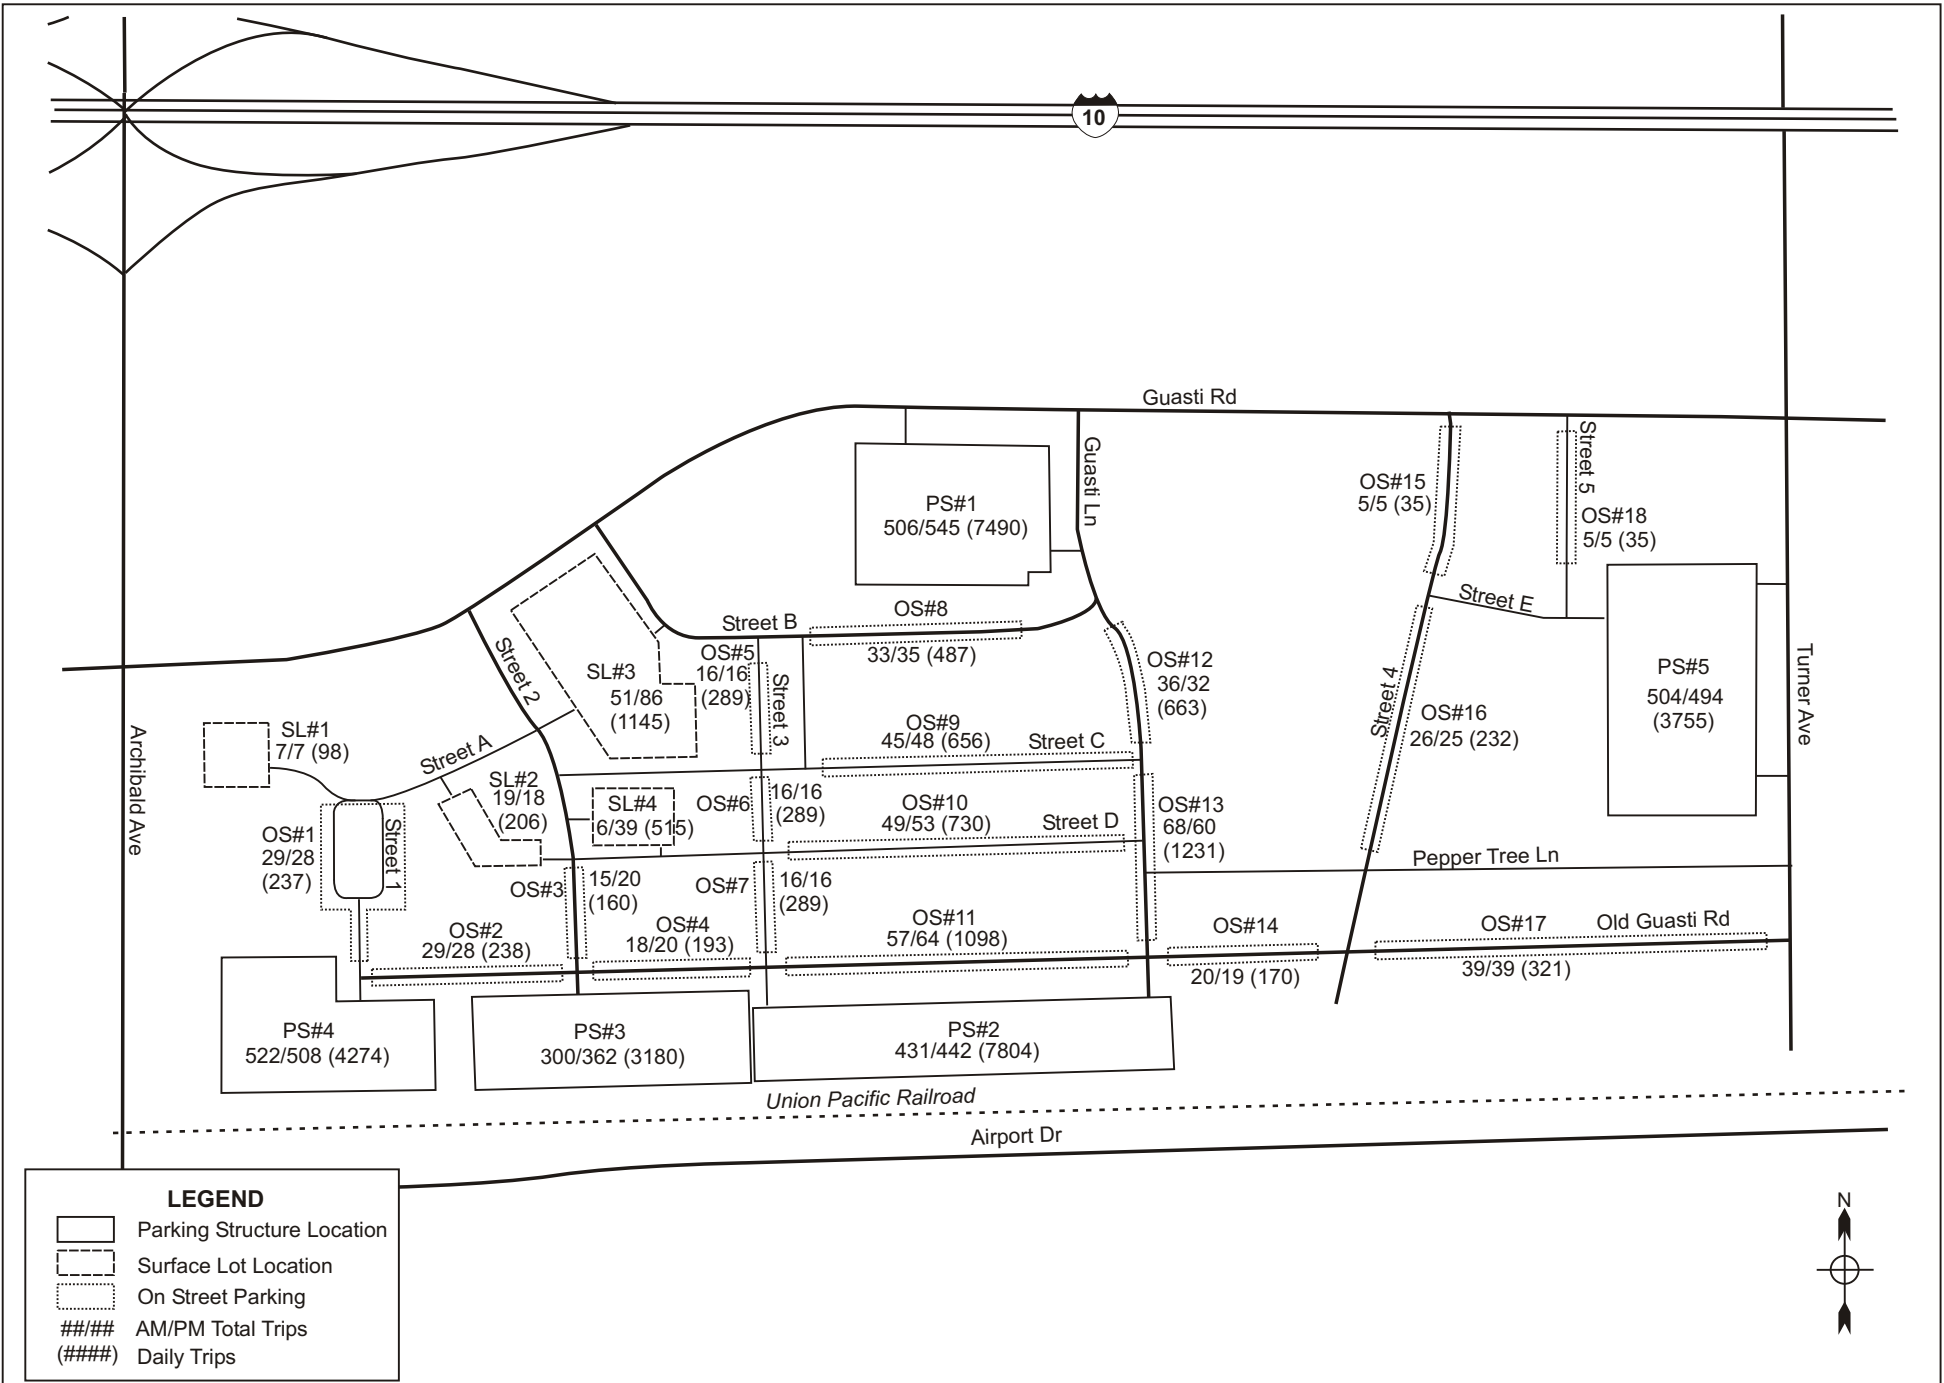 10
Guasti Rd
Guasti Ln
PS#1
506/545 (7490)
OS#15
5/5 (35)
Street 5
OS#18
5/5 (35)
Street E
Street B
OS#8
33/35 (487)
Street 2
SL#3
51/86
(1145)
OS#5
16/16
(289)
Street 3
OS#12
36/32
(663)
Street 4
OS#16
26/25 (232)
PS#5
504/494
(3755)
Turner Ave
Archibald Ave
SL#1
7/7 (98)
Street A
OS#9
45/48 (656)
Street C
SL#2
19/18
(206)
SL#4
6/39 (515)
OS#6
16/16
(289)
OS#10
49/53 (730)
Street D
OS#13
68/60
(1231)
OS#1
29/28
(237)
Street 1
Pepper Tree Ln
OS#3
15/20
(160)
OS#7
16/16
(289)
OS#2
29/28 (238)
OS#4
18/20 (193)
OS#11
57/64 (1098)
OS#14
20/19 (170)
OS#17
39/39 (321)
Old Guasti Rd
PS#4
522/508 (4274)
PS#3
300/362 (3180)
PS#2
431/442 (7804)
Union Pacific Railroad
Airport Dr
LEGEND
Parking Structure Location
Surface Lot Location
On Street Parking
##/## AM/PM Total Trips
(####) Daily Trips
N